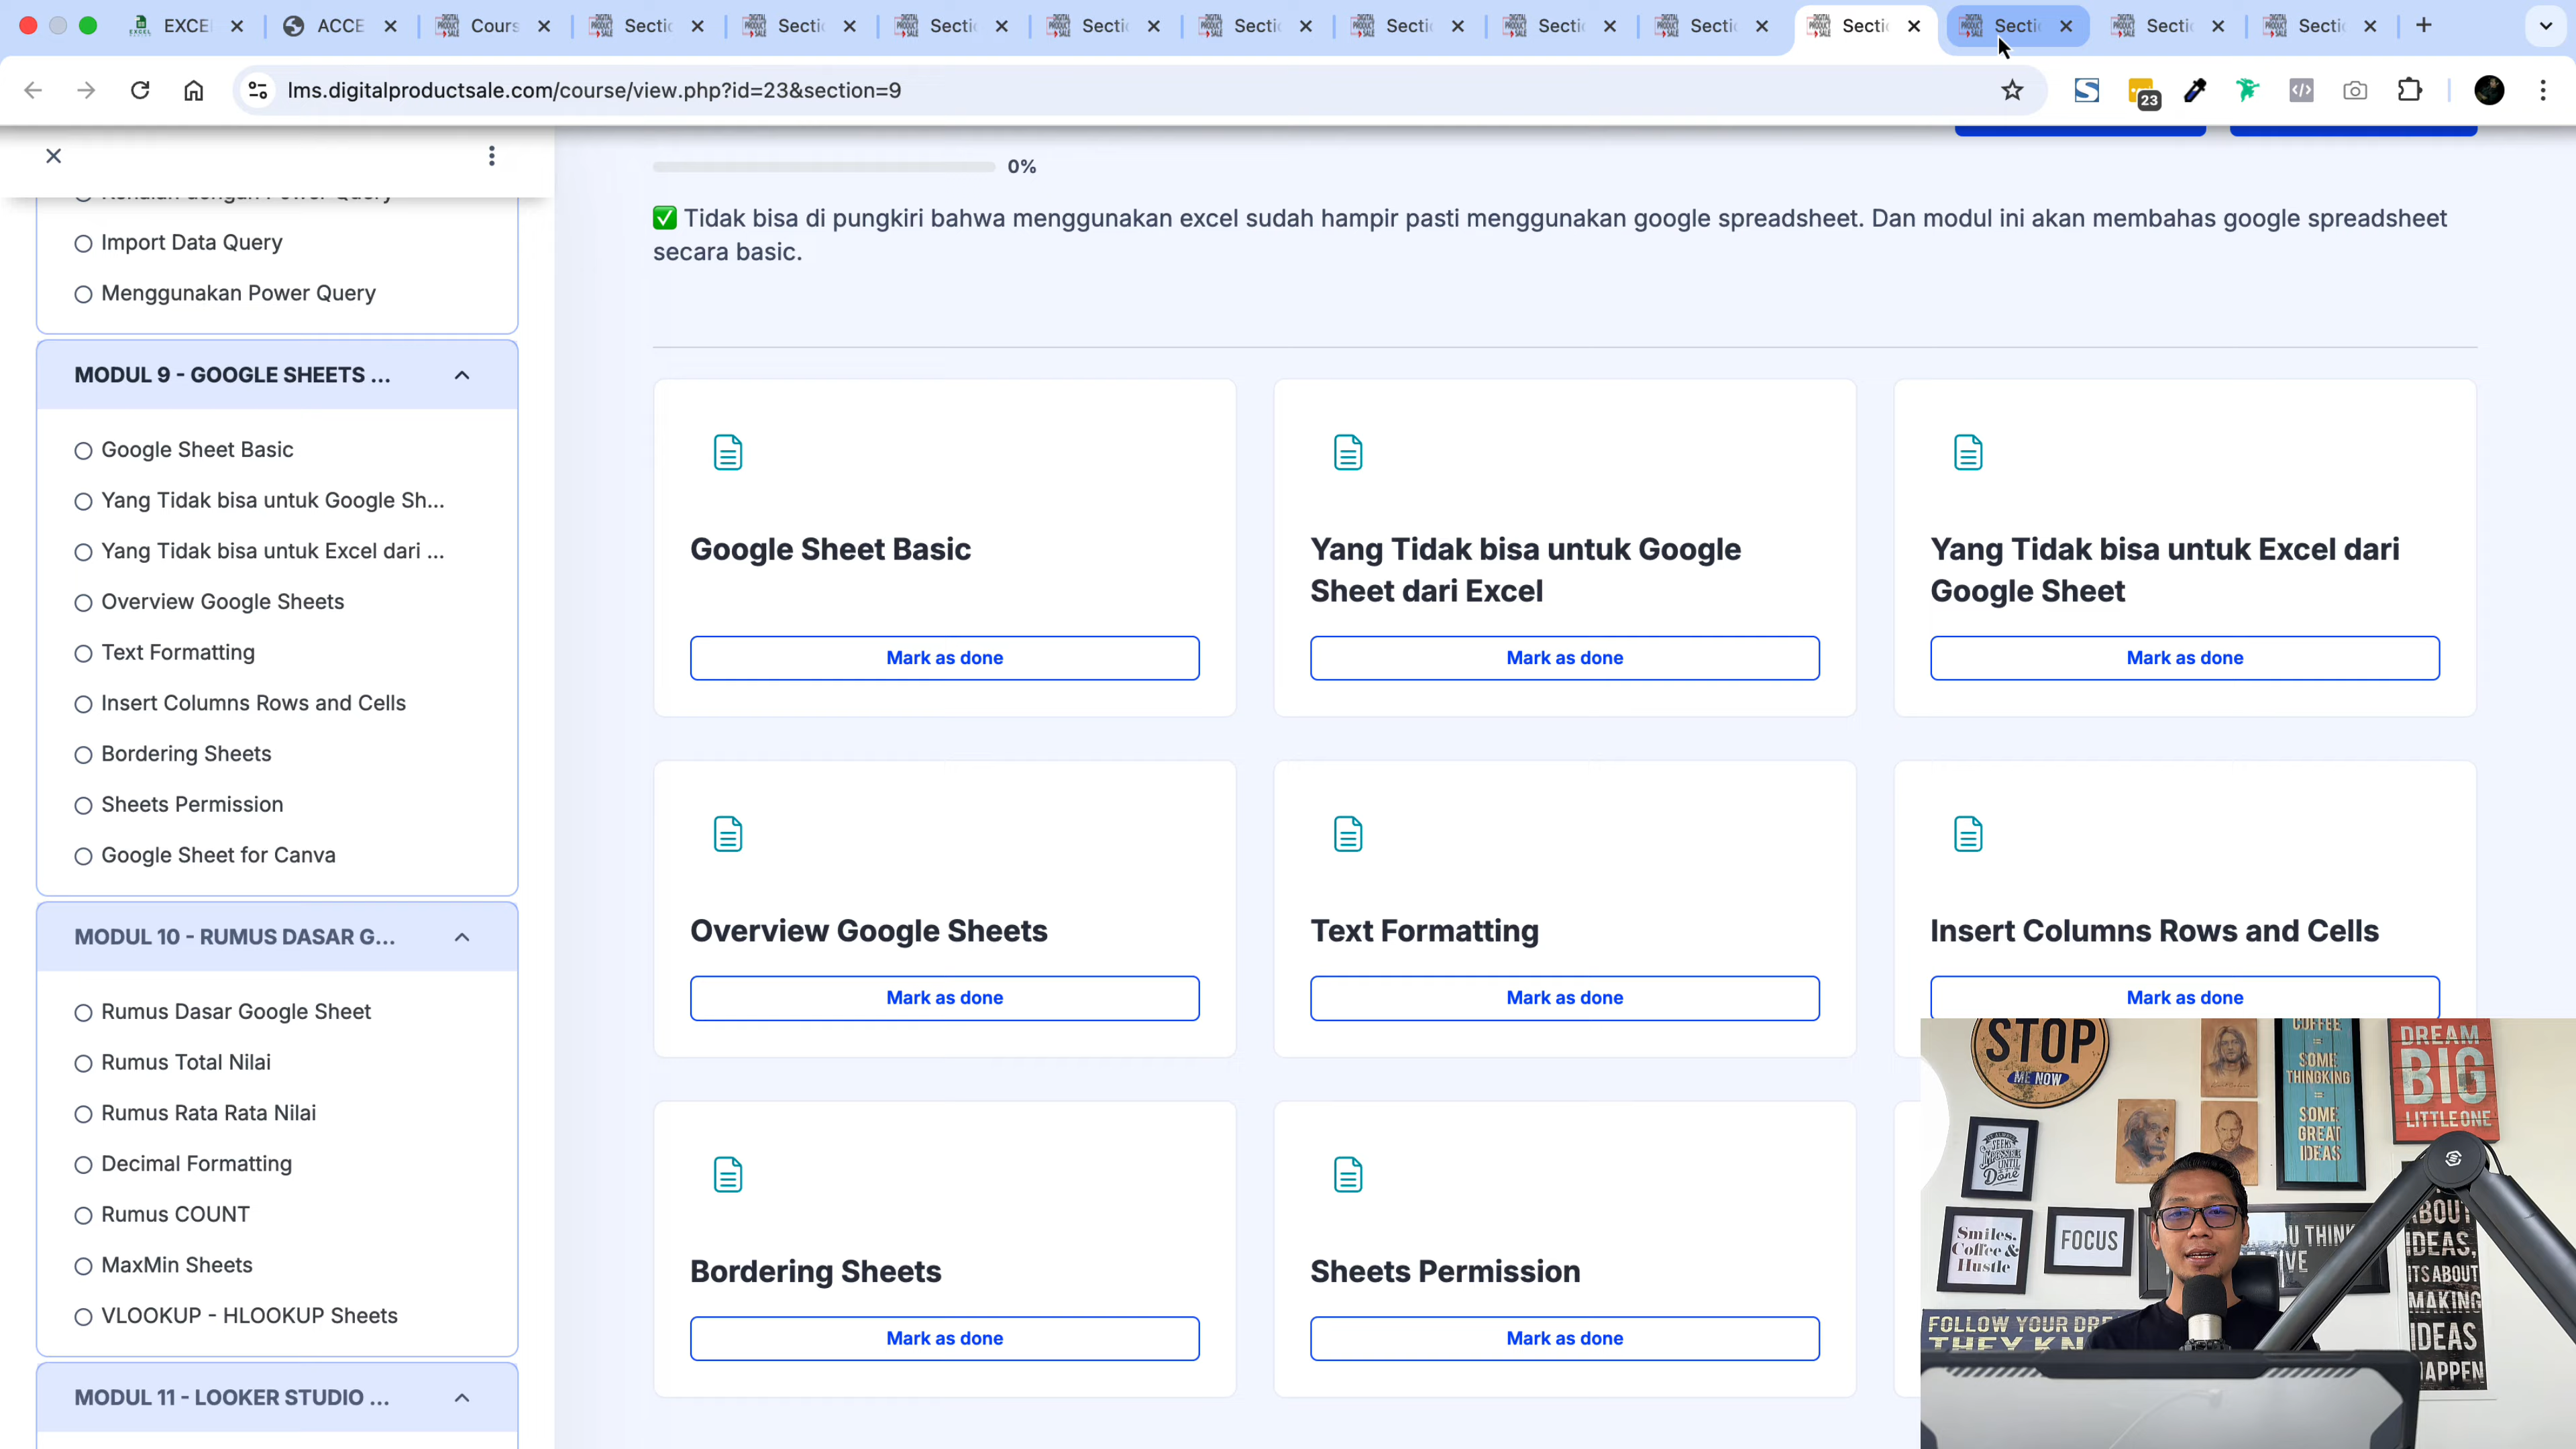 EXCE
ACCE
Cours
Secti
Secti
Secti
Secti
Secti
Secti
Secti
Secti
Secti
Secti
Secti
Secti
lms.digitalproductsale.com/course/view.php?id=23&section=9
23
0%
✅ Tidak bisa di pungkiri bahwa menggunakan excel sudah hampir pasti menggunakan google spreadsheet. Dan modul ini akan membahas google spreadsheet
secara basic.
Import Data Query
Menggunakan Power Query
MODUL 9 - GOOGLE SHEETS ...
Google Sheet Basic
Yang Tidak bisa untuk Google Sh...
Yang Tidak bisa untuk Excel dari ...
Overview Google Sheets
Text Formatting
Insert Columns Rows and Cells
Bordering Sheets
Sheets Permission
Google Sheet for Canva
MODUL 10 - RUMUS DASAR G...
Rumus Dasar Google Sheet
Rumus Total Nilai
Rumus Rata Rata Nilai
Decimal Formatting
Rumus COUNT
MaxMin Sheets
VLOOKUP - HLOOKUP Sheets
MODUL 11 - LOOKER STUDIO ...
Google Sheet Basic
Mark as done
Yang Tidak bisa untuk Google
Sheet dari Excel
Mark as done
Yang Tidak bisa untuk Excel dari
Google Sheet
Mark as done
Overview Google Sheets
Mark as done
Text Formatting
Mark as done
Insert Columns Rows and Cells
Mark as done
Bordering Sheets
Mark as done
Sheets Permission
Mark as done
STOP
ME NOW
COFFEE
=
SOME
THINGKING
=
SOME
GREAT
IDEAS
DREAM
BIG
LITTLE ONE
IMPOSSIBLE
UNTIL
Done
Smiles,
Coffee &
Hustle
FOCUS
U THIN
ABOUT
IDEAS,
ITS ABOUT
MAKING
IDEAS
HAPPEN
FOLLOW YOUR DRE
THEY KN